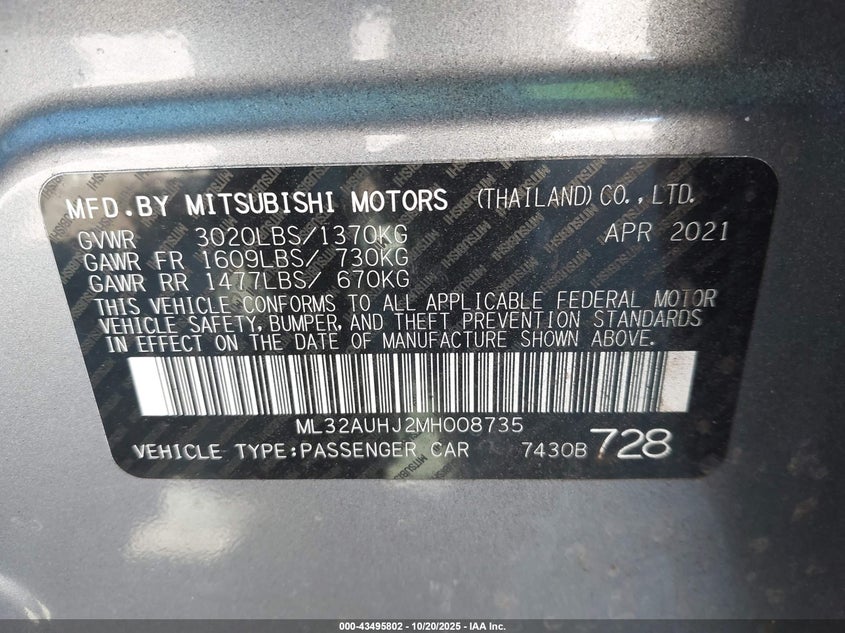 MFD.BY MITSUBISHI MOTORS (THAILAND)CO.,LTD.
GVWR 3020LBS/1370KG APR 2021
GAWR FR 1609LBS/ 730KG
GAWR RR 1477LBS/ 670KG
THIS VEHICLE CONFORMS TO ALL APPLICABLE FEDERAL MOTOR
VEHICLE SAFETY, BUMPER, AND THEFT PREVENTION STANDARDS
IN EFFECT ON THE DATE OF MANUFACTURE SHOWN ABOVE.
ML32AUHJ2MH008735
VEHICLE TYPE:PASSENGER CAR 7430B 728
000-43495802 - 10/20/2025 - IAA Inc.